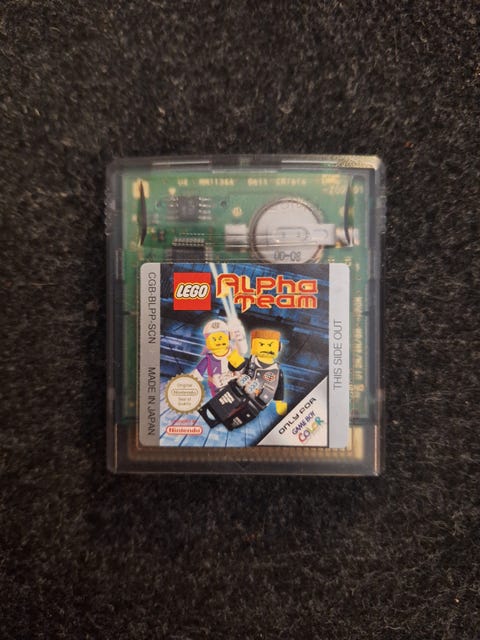 CGB-BLPP-SCN
MADE IN JAPAN
LEGO
Alpha
Team
Original
Nintendo
Seal of
Quality
Nintendo
ONLY FOR
GAME BOY
COLOR
THIS SIDE OUT